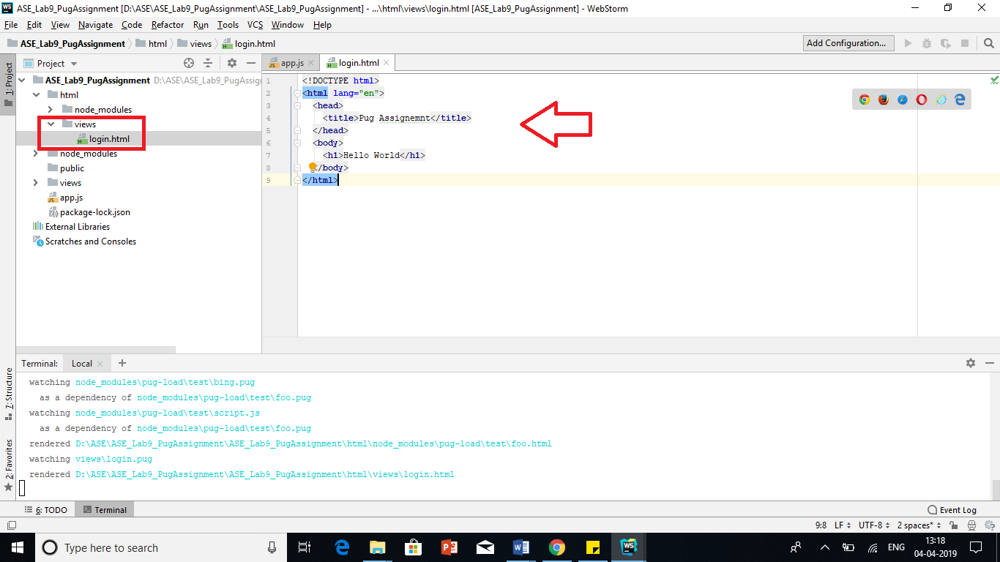 ASE_Lab9_PugAssignment [D:\ASE\ASE_Lab9_PugAssignment\ASE_Lab9_PugAssignment] - ...\html\views\login.html [ASE_Lab9_PugAssignment] - WebStorm
File Edit View Navigate Code Refactor Run Tools VCS Window Help
ASE_Lab9_PugAssignment html views login.html Add Configuration...
1: Project
Project
ASE_Lab9_PugAssignment D:\ASE\ASE_Lab9_PugAssign
html
node_modules
views
login.html
node_modules
public
views
app.js
package-lock.json
External Libraries
Scratches and Consoles
app.js login.html
1 <!DOCTYPE html>
2 <html lang="en">
3 <head>
4 <title>Pug Assignemnt</title>
5 </head>
6 <body>
7 <h1>Hello World</h1>
8 </body>
9 </html>
7: Structure
2: Favorites
Terminal: Local +
watching node_modules\pug-load\test\bing.pug
as a dependency of node_modules\pug-load\test\foo.pug
watching node_modules\pug-load\test\script.js
as a dependency of node_modules\pug-load\test\foo.pug
rendered D:\ASE\ASE_Lab9_PugAssignment\ASE_Lab9_PugAssignment\html\node_modules\pug-load\test\foo.html
watching views\login.pug
rendered D:\ASE\ASE_Lab9_PugAssignment\ASE_Lab9_PugAssignment\html\views\login.html
6: TODO Terminal Event Log
9:8 LF UTF-8 2 spaces*
Type here to search
ENG
13:18
04-04-2019